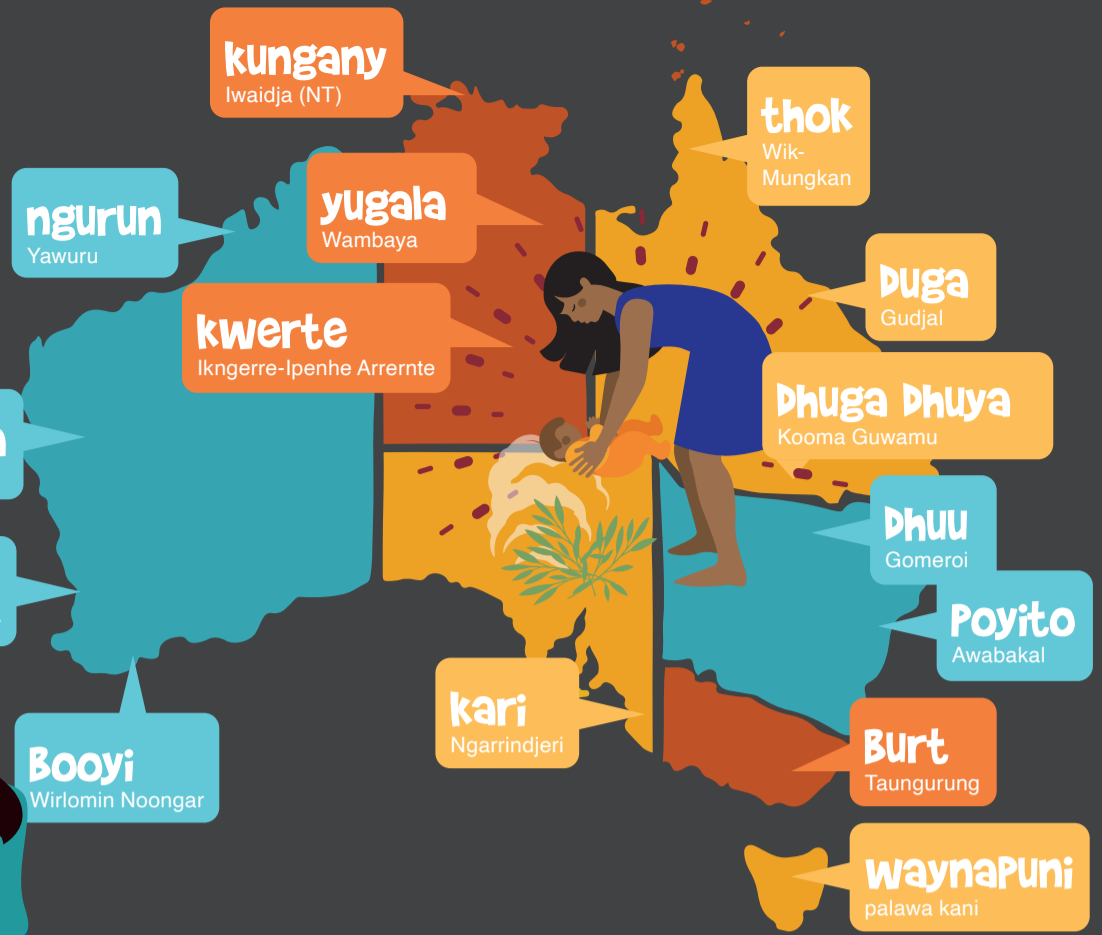 kungany
Iwaidja (NT)
thok
Wik-
Mungkan
yugala
Wambaya
ngurun
Yawuru
Duga
Gudjal
kwerte
Ikngerre-Ipenhe Arrernte
Dhuga Dhuya
Kooma Guwamu
Dhuu
Gomeroi
Poyito
Awabakal
kari
Ngarrindjeri
Burt
Taungurung
Booyi
Wirlomin Noongar
waynapuni
palawa kani